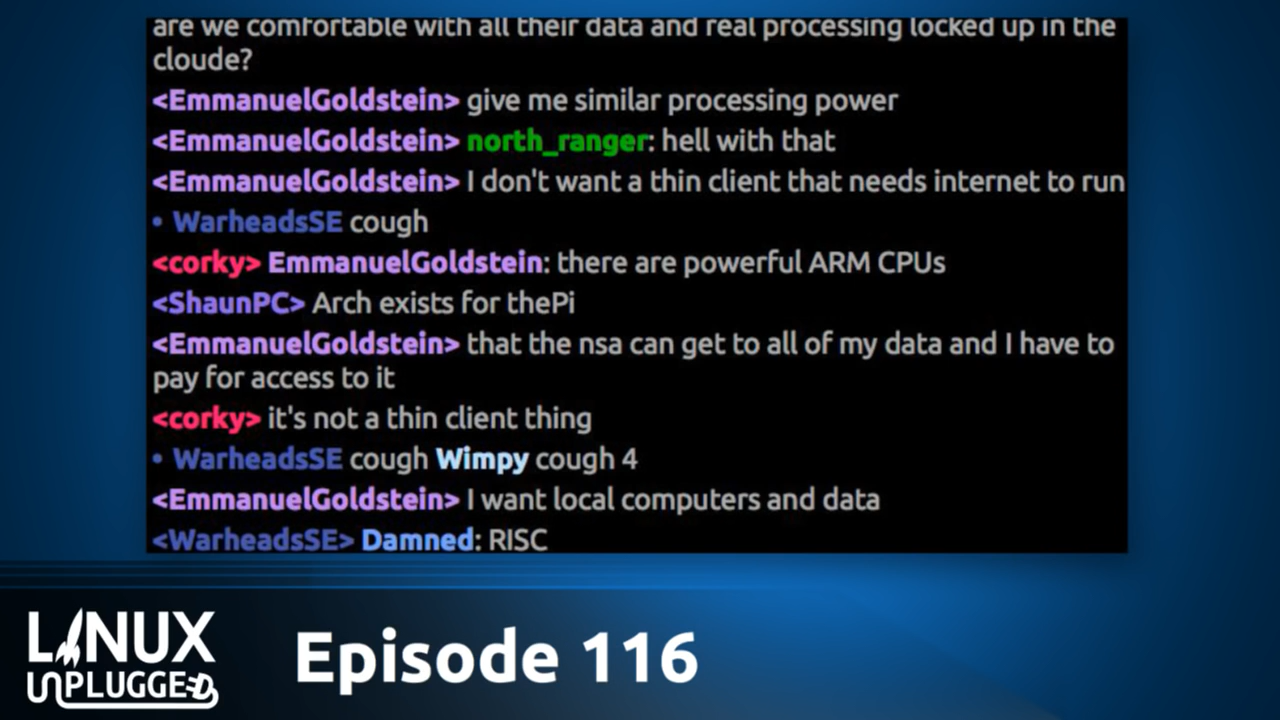 are we comfortable with all their data and real processing locked up in the
cloude?
<EmmanuelGoldstein> give me similar processing power
<EmmanuelGoldstein> north_ranger: hell with that
<EmmanuelGoldstein> I don't want a thin client that needs internet to run
• WarheadsSE cough
<corky> EmmanuelGoldstein: there are powerful ARM CPUs
<ShaunPC> Arch exists for thePi
<EmmanuelGoldstein> that the nsa can get to all of my data and I have to
pay for access to it
<corky> it's not a thin client thing
• WarheadsSE cough Wimpy cough 4
<EmmanuelGoldstein> I want local computers and data
<WarheadsSE> Damned: RISC
LINUX
UNPLUGGED
Episode 116